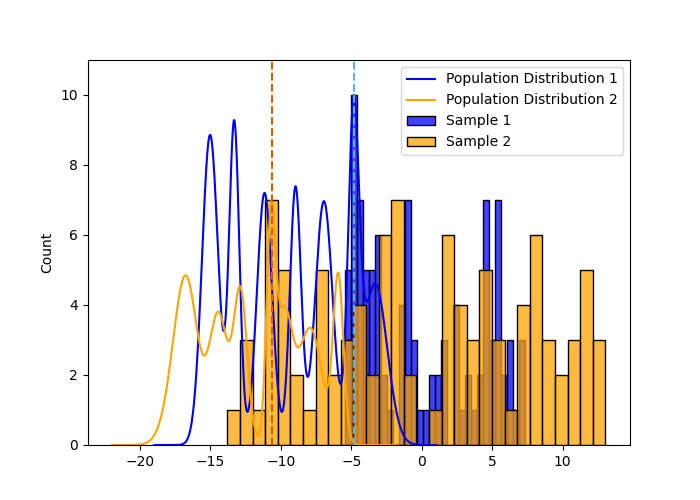 Population Distribution 1
Population Distribution 2
Sample 1
Sample 2
Count
10
8
6
4
2
0
−20 −15 −10 −5 0 5 10